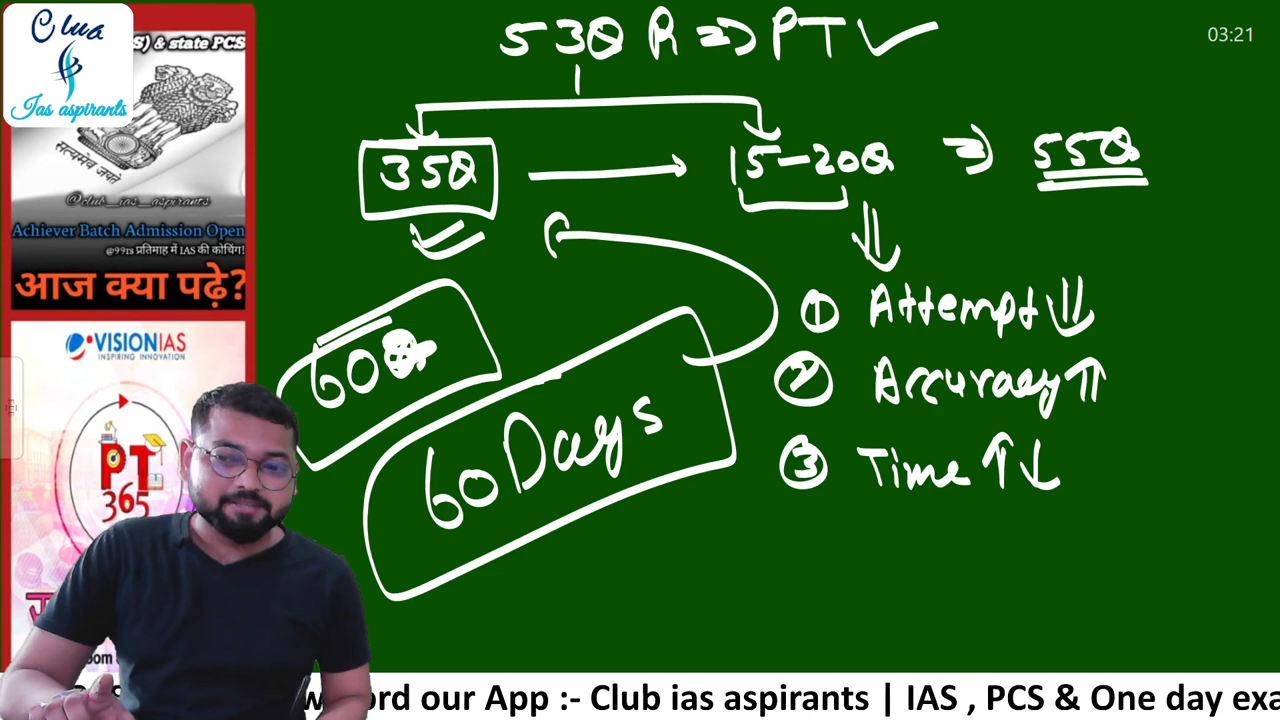 Clua
Ias aspirants
S) & state PCS
सत्यमेव जयते
@club_ias_aspirants
Achiever Batch Admission Open
@99rs प्रतिमाह में IAS की कोचिंग!
आज क्या पढ़े?
VISIONIAS
INSPIRING INNOVATION
PT
365
03:21
53Q R => PT ✓
35Q → 15-20Q => 55Q
60
60 Days
① Attempt ↓↓
② Accuracy ↑↑
③ Time ↑↓
ord our App :- Club ias aspirants | IAS , PCS & One day exa